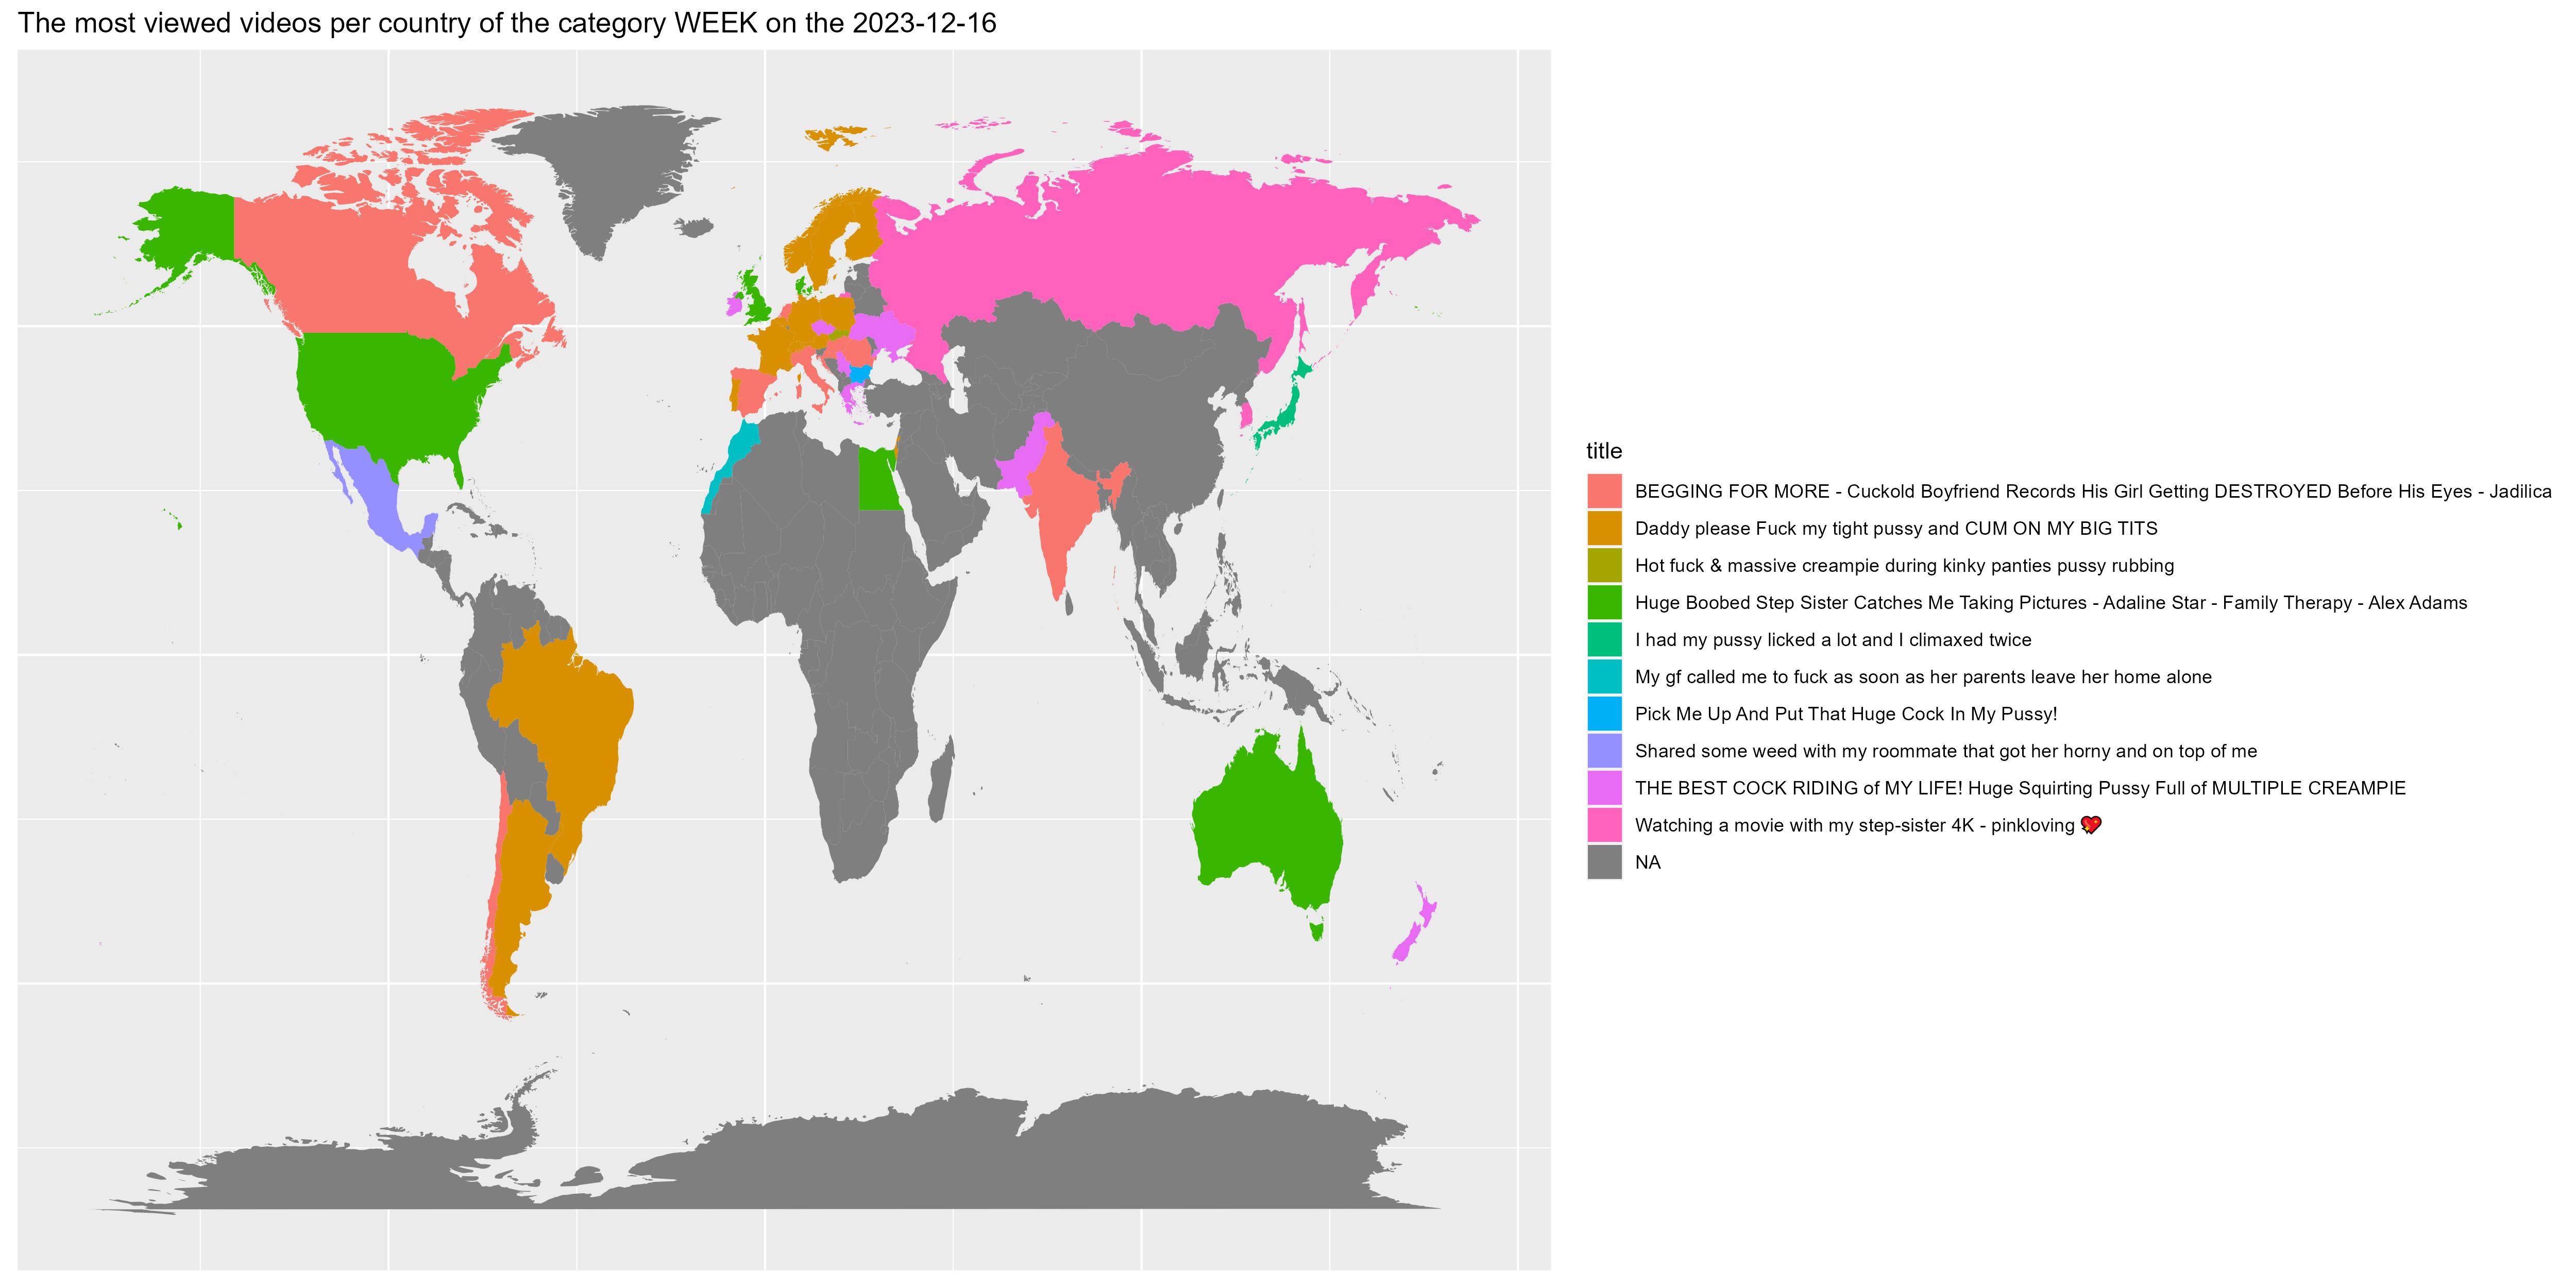 The most viewed videos per country of the category WEEK on the 2023-12-16
title
BEGGING FOR MORE - Cuckold Boyfriend Records His Girl Getting DESTROYED Before His Eyes - Jadilica
Daddy please Fuck my tight pussy and CUM ON MY BIG TITS
Hot fuck & massive creampie during kinky panties pussy rubbing
Huge Boobed Step Sister Catches Me Taking Pictures - Adaline Star - Family Therapy - Alex Adams
I had my pussy licked a lot and I climaxed twice
My gf called me to fuck as soon as her parents leave her home alone
Pick Me Up And Put That Huge Cock In My Pussy!
Shared some weed with my roommate that got her horny and on top of me
THE BEST COCK RIDING of MY LIFE! Huge Squirting Pussy Full of MULTIPLE CREAMPIE
Watching a movie with my step-sister 4K - pinkloving 💖
NA